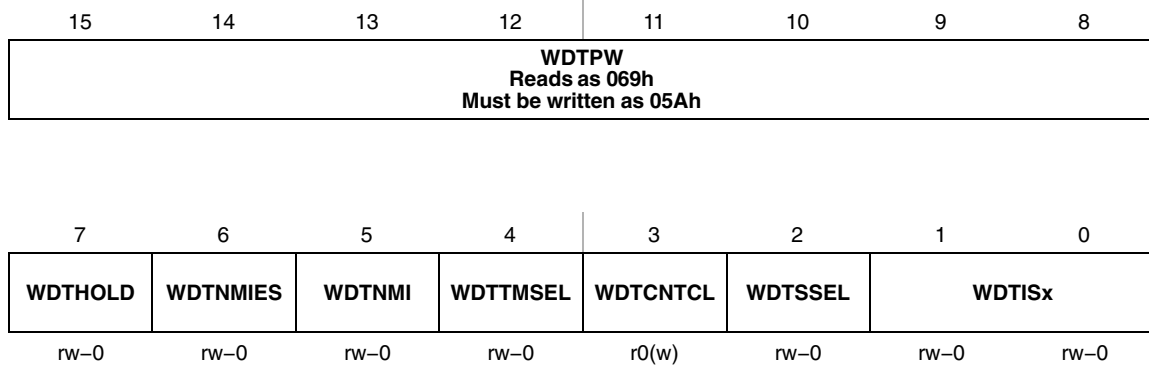 15 14 13 12 11 10 9 8
WDTPW
Reads as 069h
Must be written as 05Ah
7 6 5 4 3 2 1 0
WDTHOLD WDTNMIES WDTNMI WDTTMSEL WDTCNTCL WDTSSEL WDTISx
rw−0 rw−0 rw−0 rw−0 r0(w) rw−0 rw−0 rw−0